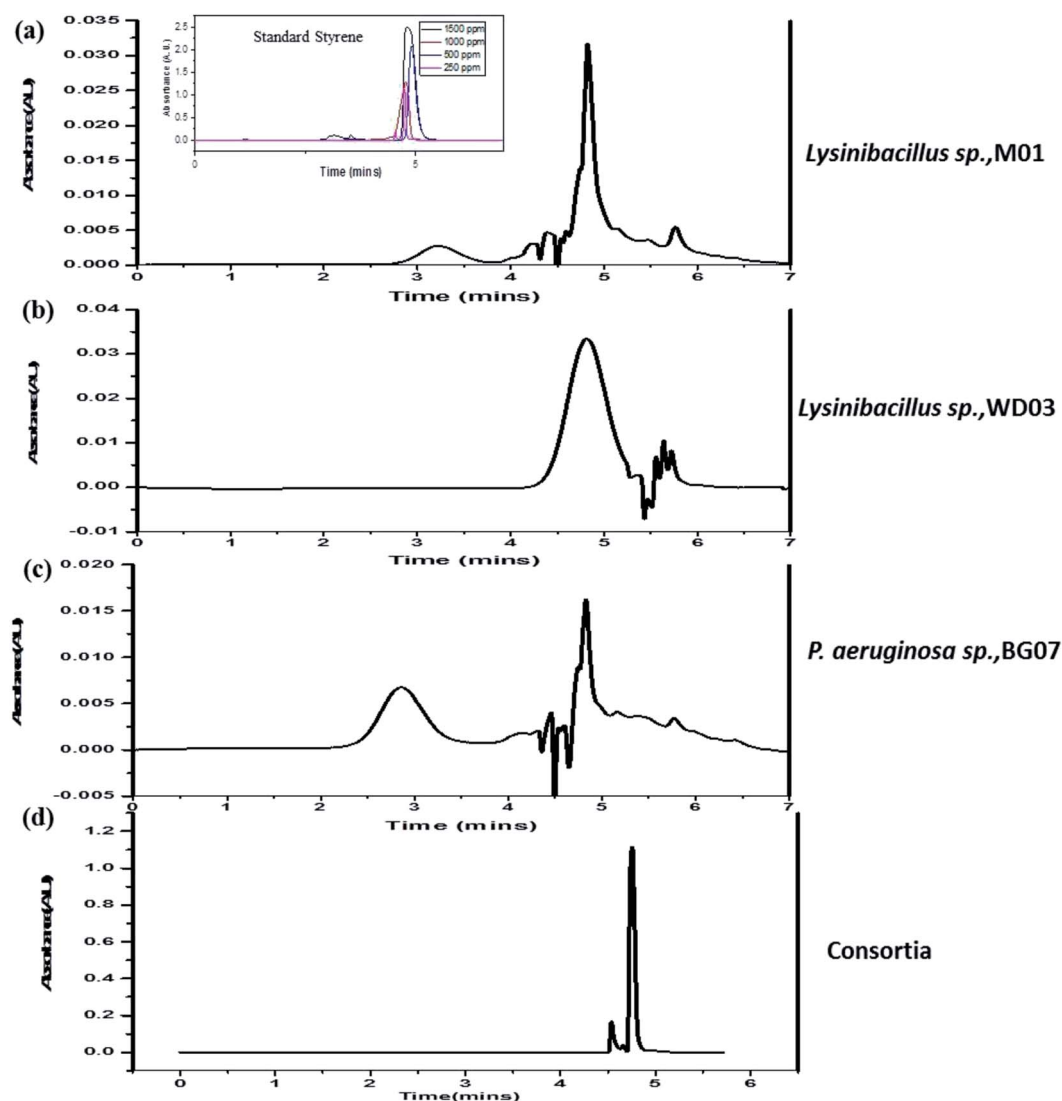 (a)
0.035
0.030
0.025
0.020
0.015
0.010
0.005
0.000
0 1 2 3 4 5 6 7
Time (mins)
Standard Styrene
1500 ppm
1000 ppm
500 ppm
250 ppm
Absorbance (A.U.)
2.5
2.0
1.5
1.0
0.5
0.0
0 5
Time (mins)
Lysinibacillus sp.,M01
(b)
0.04
0.03
0.02
0.01
0.00
-0.01
0 1 2 3 4 5 6 7
Time (mins)
Lysinibacillus sp.,WD03
(c)
0.020
0.015
0.010
0.005
0.000
-0.005
0 1 2 3 4 5 6 7
Time (mins)
P. aeruginosa sp.,BG07
(d)
1.2
1.0
0.8
0.6
0.4
0.2
0.0
0 1 2 3 4 5 6
Time(mins)
Consortia